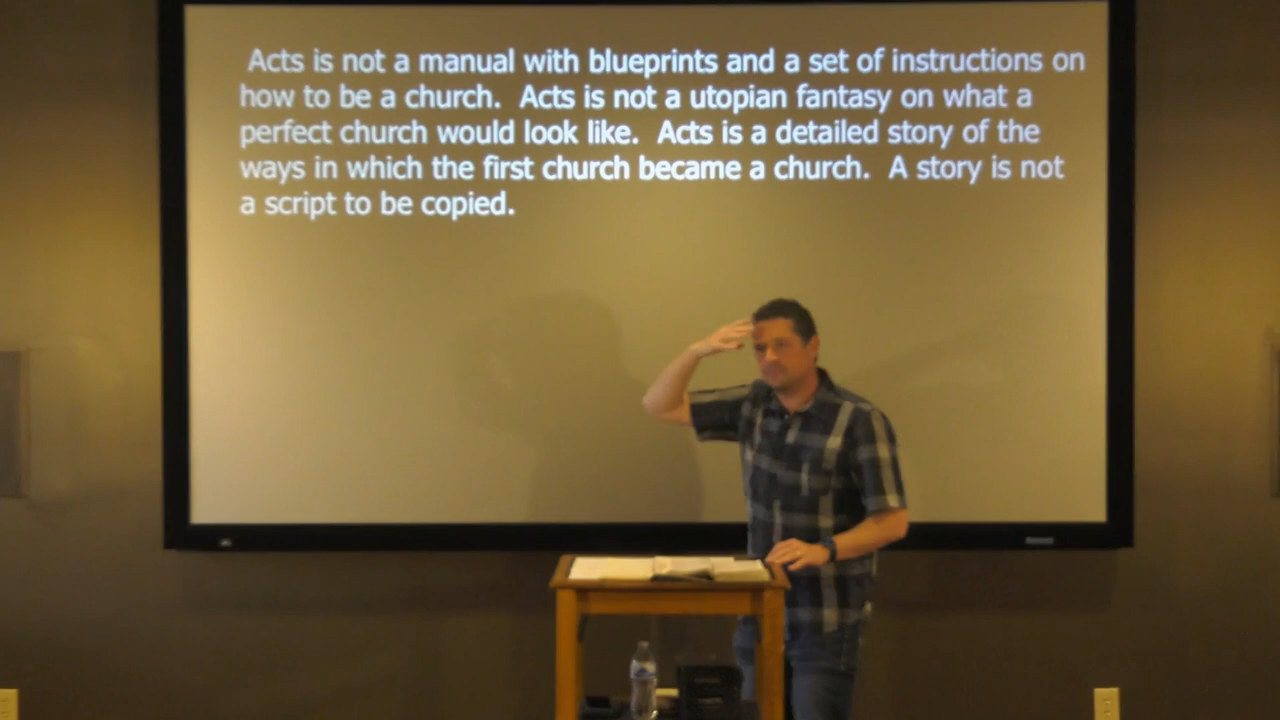 Acts is not a manual with blueprints and a set of instructions on
how to be a church.  Acts is not a utopian fantasy on what a
perfect church would look like.  Acts is a detailed story of the
ways in which the first church became a church.  A story is not
a script to be copied.